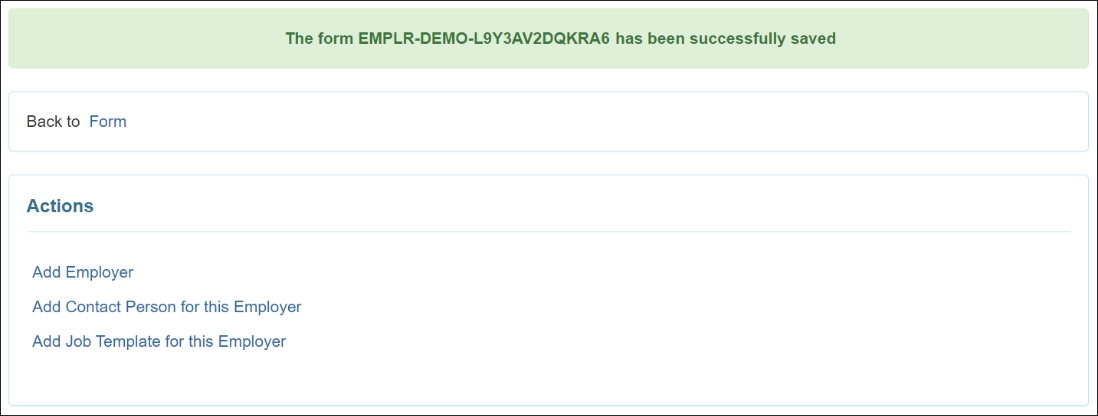 The form EMPLR-DEMO-L9Y3AV2DQKRA6 has been successfully saved
Back to Form
Actions
Add Employer
Add Contact Person for this Employer
Add Job Template for this Employer